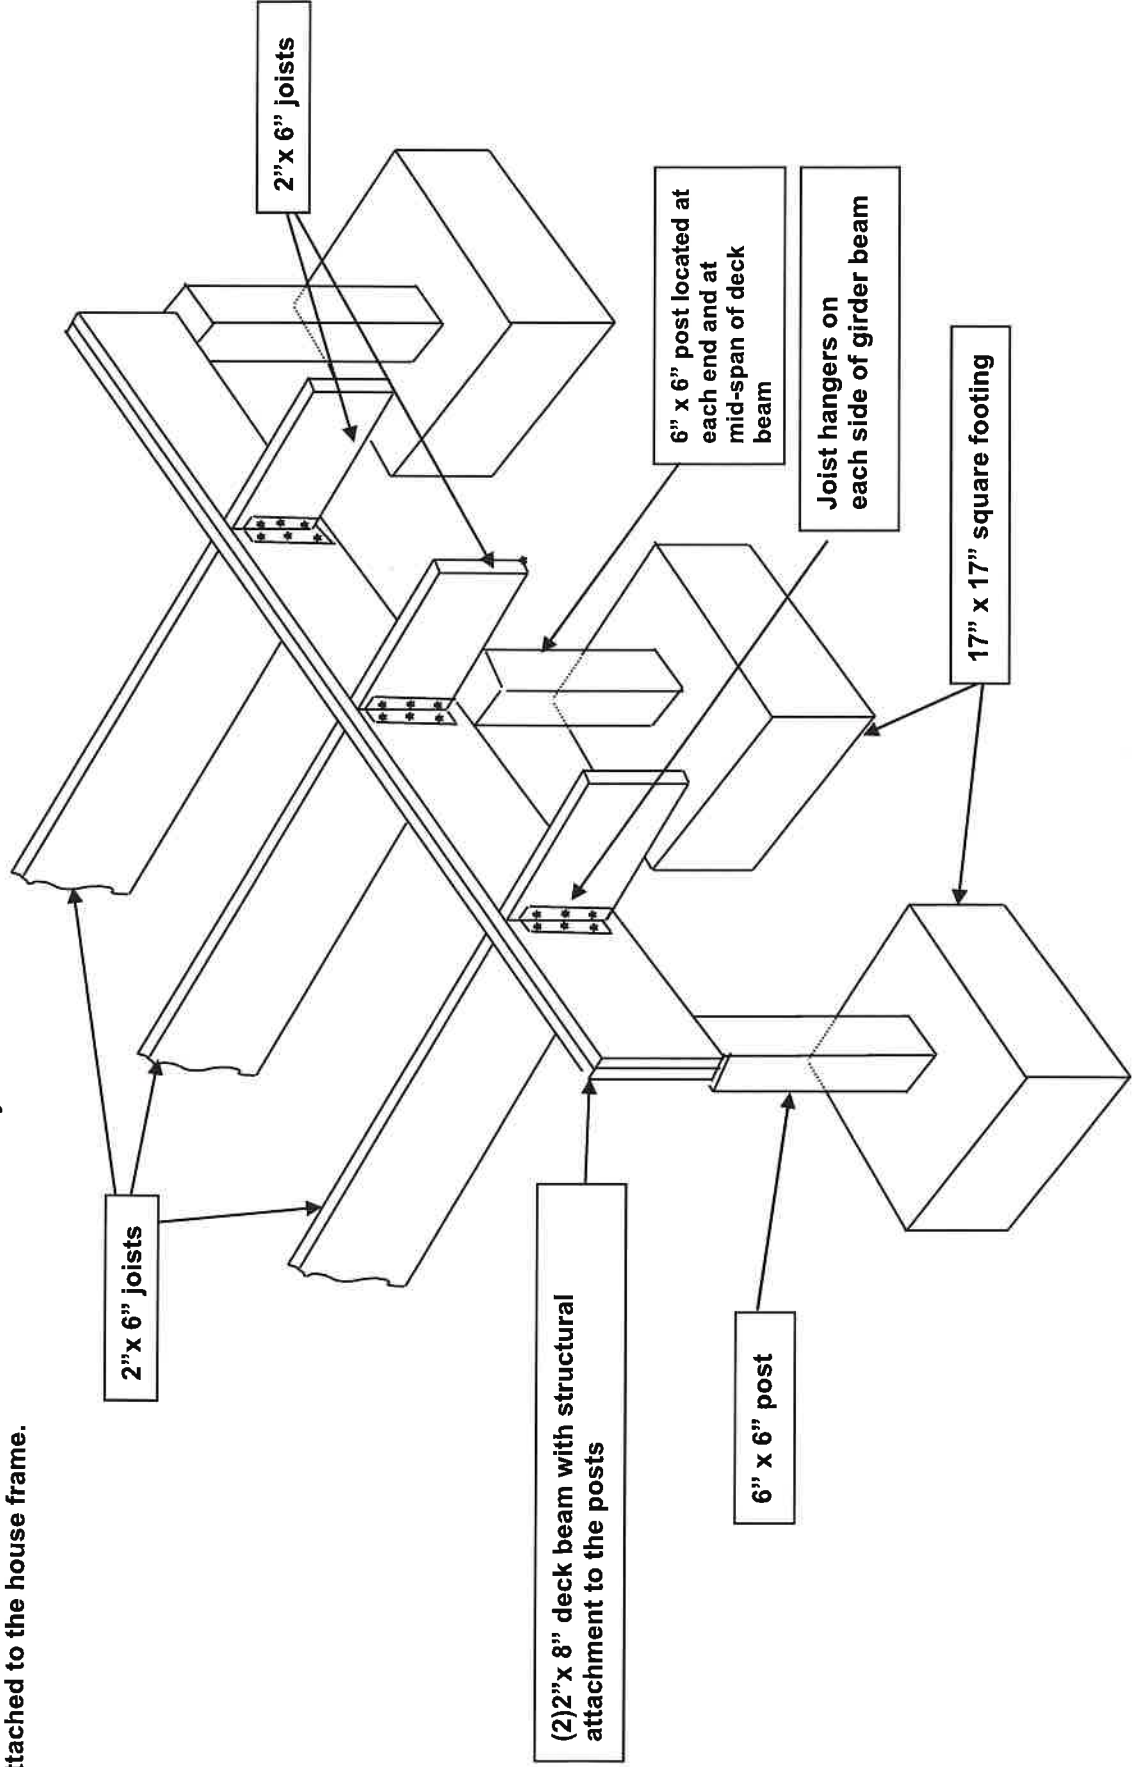 attached to the house frame.
2”x 6” joists
2”x 6” joists
(2)2”x 8” deck beam with structural
attachment to the posts
6” x 6” post located at
each end and at
mid-span of deck
beam
Joist hangers on
each side of girder beam
6” x 6” post
17” x 17” square footing